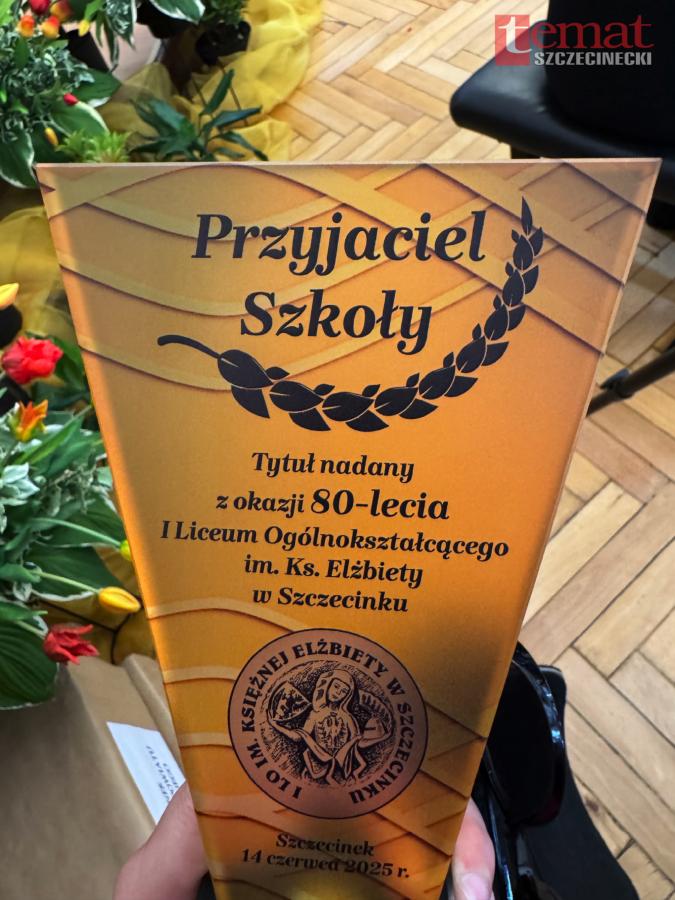 temat
SZCZECINECKI
Przyjaciel
Szkoły
Tytuł nadany
z okazji 80-lecia
I Liceum Ogólnokształcącego
im. Ks. Elżbiety
w Szczecinku
I LO IM. KSIĘŻNEJ ELŻBIETY W SZCZECINKU
Szczecinek
14 czerwca 2025 r.